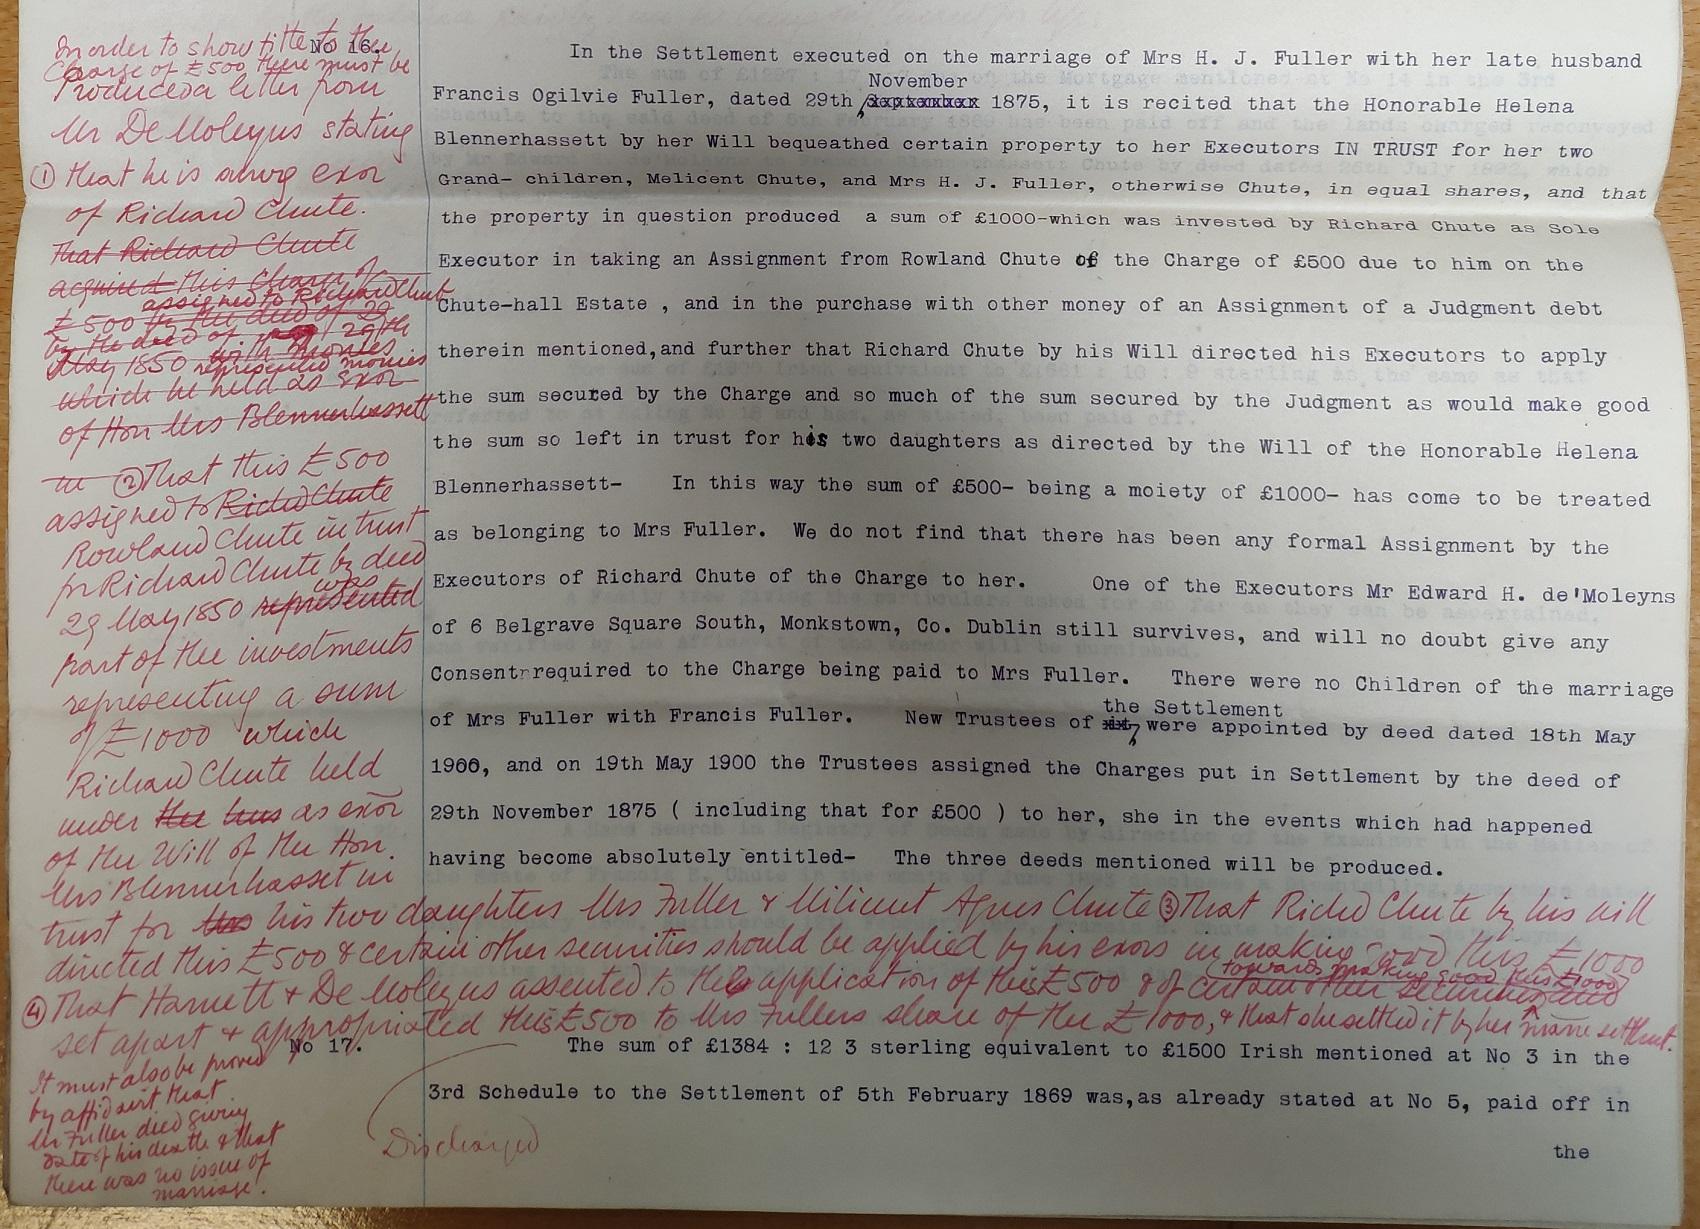 No 16.
In order to show title to the
Charge of £500 there must be
Produced a letter from
Mr De Moleyns stating
① that he is survg exor
of Richard Chute.
that Richard Chute
acquired this Charge of
assigned to Richard Chute
£500 by the deed of 29
by the deed of 29th
May 1850 with monies
represented monies
which he held as exor
of Hon Mrs Blennerhassett
② That this £500
assigned to Richd Chute
Rowland Chute in trust
for Richard Chute by deed
was
29 May 1850 represented
part of the investments
representing a sum
of £1000 which
Richard Chute held
under the as exor
of the Will of the Hon.
Mrs Blennerhasset in
trust for his two daughters Mrs Fuller & Milicent Agnes Chute ③ That Richd Chute by his will
directed this £500 & certain other securities should be applied by his exors in making good this £1000
towards making good this £1000
④ That Harnett & De Moleyns assented to the application of this £500 & of certain other securities and
set apart & appropriated this £500 to Mrs Fullers share of the £1000, & that she settled it by her marre settlmt.
In the Settlement executed on the marriage of Mrs H. J. Fuller with her late husband
November
Francis Ogilvie Fuller, dated 29th 1875, it is recited that the Honorable Helena
Blennerhassett by her Will bequeathed certain property to her Executors IN TRUST for her two
Grand- children, Melicent Chute, and Mrs H. J. Fuller, otherwise Chute, in equal shares, and that
the property in question produced a sum of £1000-which was invested by Richard Chute as Sole
Executor in taking an Assignment from Rowland Chute of the Charge of £500 due to him on the
Chute-hall Estate , and in the purchase with other money of an Assignment of a Judgment debt
therein mentioned,and further that Richard Chute by his Will directed his Executors to apply
the sum secured by the Charge and so much of the sum secured by the Judgment as would make good
the sum so left in trust for his two daughters as directed by the Will of the Honorable Helena
Blennerhassett- In this way the sum of £500- being a moiety of £1000- has come to be treated
as belonging to Mrs Fuller. We do not find that there has been any formal Assignment by the
Executors of Richard Chute of the Charge to her. One of the Executors Mr Edward H. de'Moleyns
of 6 Belgrave Square South, Monkstown, Co. Dublin still survives, and will no doubt give any
Consent required to the Charge being paid to Mrs Fuller. There were no Children of the marriage
the Settlement
of Mrs Fuller with Francis Fuller. New Trustees of were appointed by deed dated 18th May
1900, and on 19th May 1900 the Trustees assigned the Charges put in Settlement by the deed of
29th November 1875 ( including that for £500 ) to her, she in the events which had happened
having become absolutely entitled- The three deeds mentioned will be produced.
No 17.
It must also be proved
by affidavit that
Mr Fuller died giving
date of his death & that
there was no issue of
marriage.
The sum of £1384 : 12 3 sterling equivalent to £1500 Irish mentioned at No 3 in the
3rd Schedule to the Settlement of 5th February 1869 was,as already stated at No 5, paid off in
Discharged
the